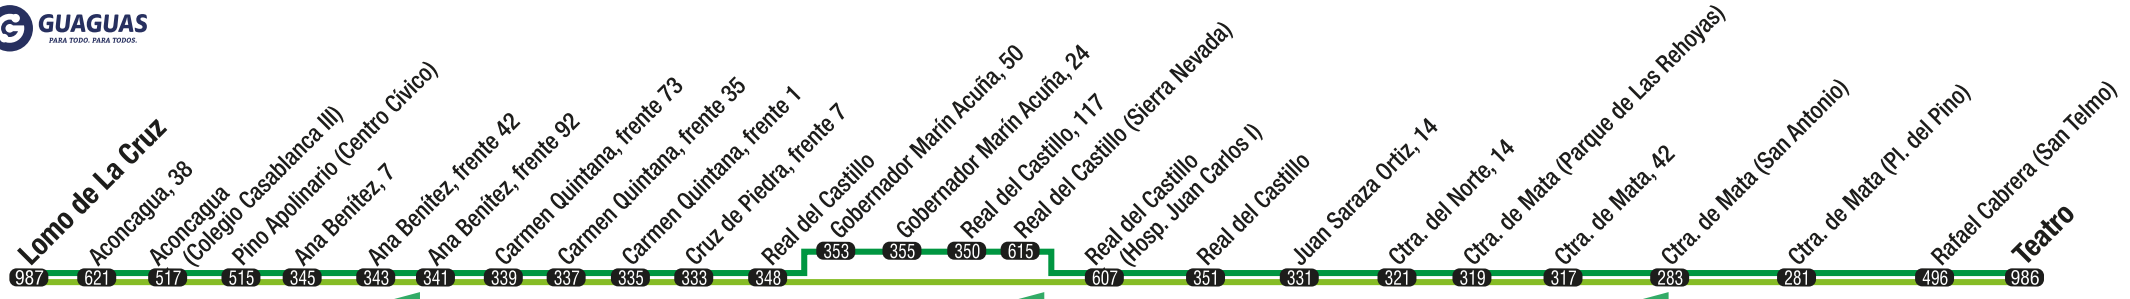 GUAGUAS
PARA TODO. PARA TODOS.
Lomo de La Cruz
Aconcagua, 38
Aconcagua
(Colegio Casablanca III)
Pino Apolinario (Centro Cívico)
Ana Benítez, 7
Ana Benítez, frente 42
Ana Benítez, frente 92
Carmen Quintana, frente 73
Carmen Quintana, frente 35
Carmen Quintana, frente 1
Cruz de Piedra, frente 7
Real del Castillo
Gobernador Marín Acuña, 50
Gobernador Marín Acuña, 24
Real del Castillo, 117
Real del Castillo (Sierra Nevada)
Real del Castillo
(Hosp. Juan Carlos I)
Real del Castillo
Juan Saraza Ortiz, 14
Ctra. del Norte, 14
Ctra. de Mata (Parque de Las Rehoyas)
Ctra. de Mata, 42
Ctra. de Mata (San Antonio)
Ctra. de Mata (Pl. del Pino)
Rafael Cabrera (San Telmo)
Teatro
353 355 350 615
987 621 517 515 345 343 341 339 337 335 333 348 607 351 331 321 319 317 283 281 496 986